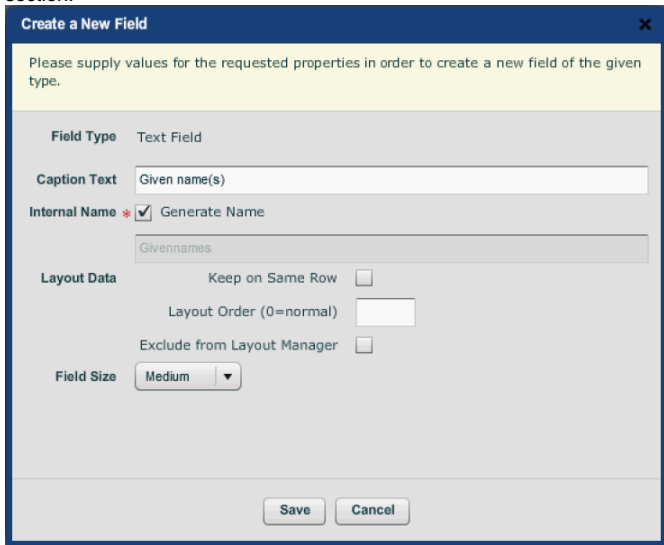 section.
Create a New Field
Please supply values for the requested properties in order to create a new field of the given
type.
Field Type Text Field
Caption Text Given name(s)
Internal Name * Generate Name
Givennames
Layout Data Keep on Same Row
Layout Order (0=normal)
Exclude from Layout Manager
Field Size Medium
Save Cancel